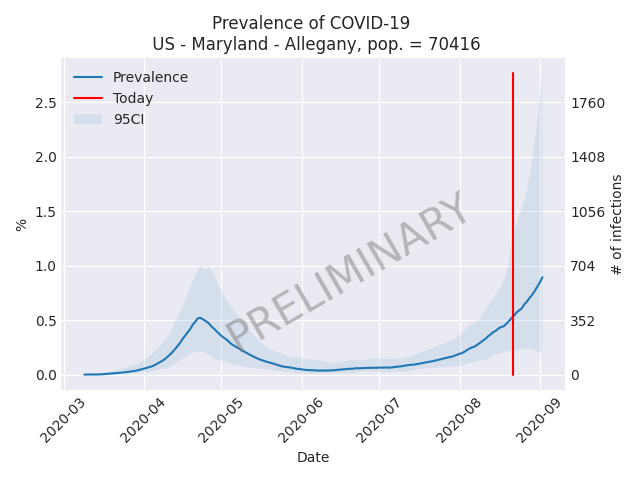 Prevalence of COVID-19
US - Maryland - Allegany, pop. = 70416
Prevalence
Today
95CI
PRELIMINARY
%
2.5
2.0
1.5
1.0
0.5
0.0
1760
1408
1056
704
352
0
# of infections
2020-03
2020-04
2020-05
2020-06
2020-07
2020-08
2020-09
Date